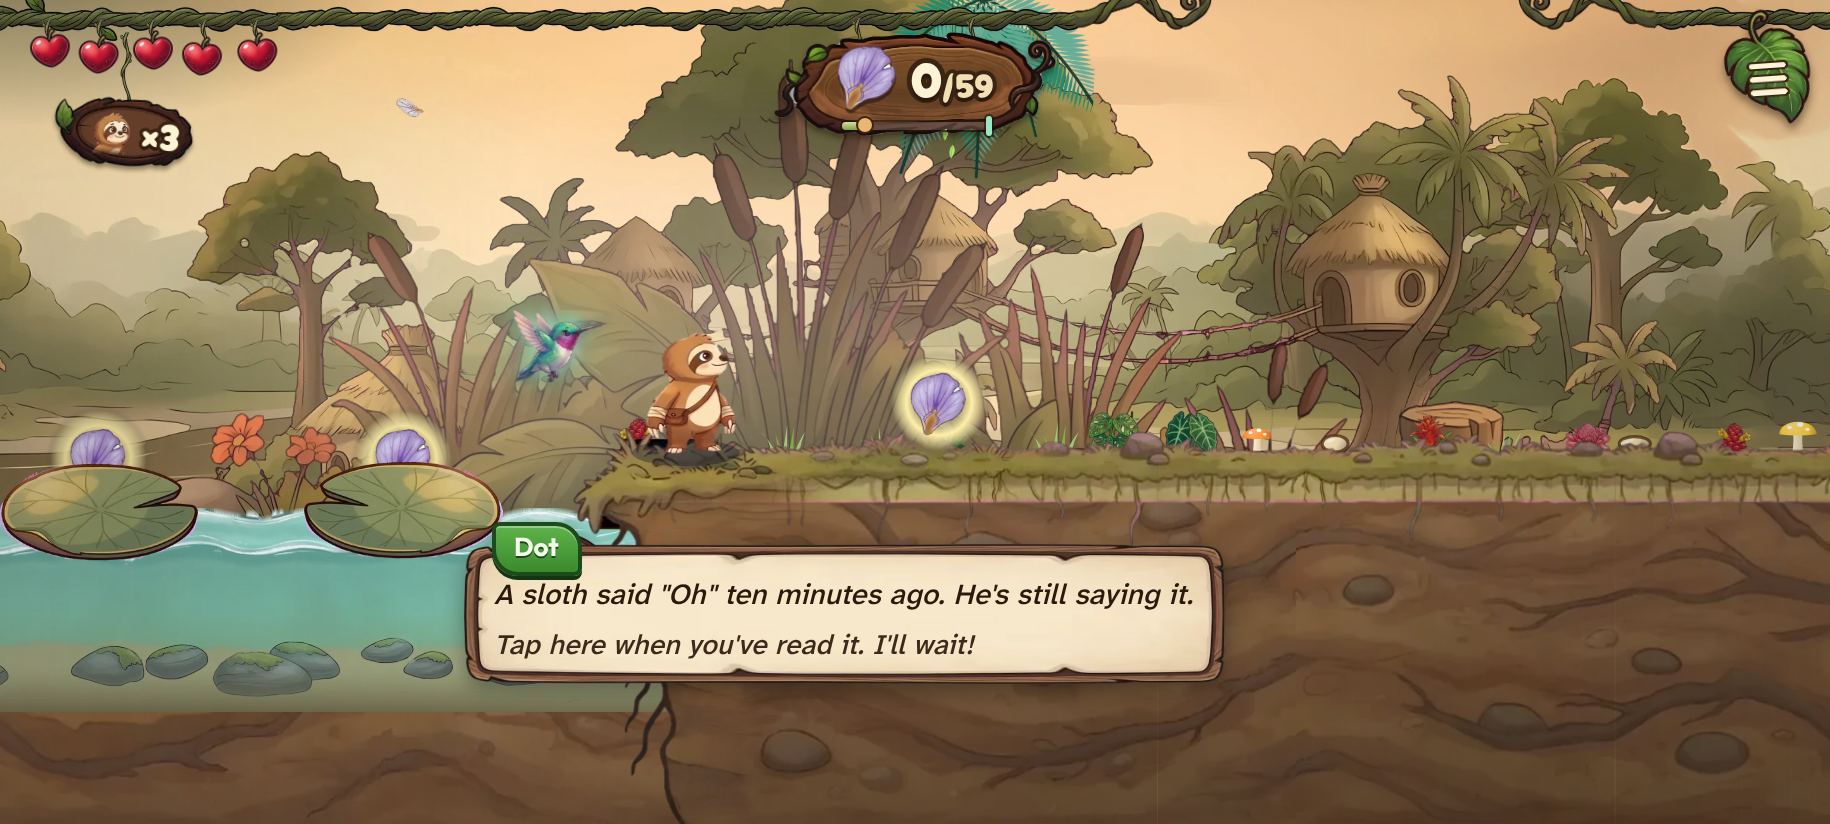 x3
0/59
Dot
A sloth said "Oh" ten minutes ago. He's still saying it.
Tap here when you've read it. I'll wait!